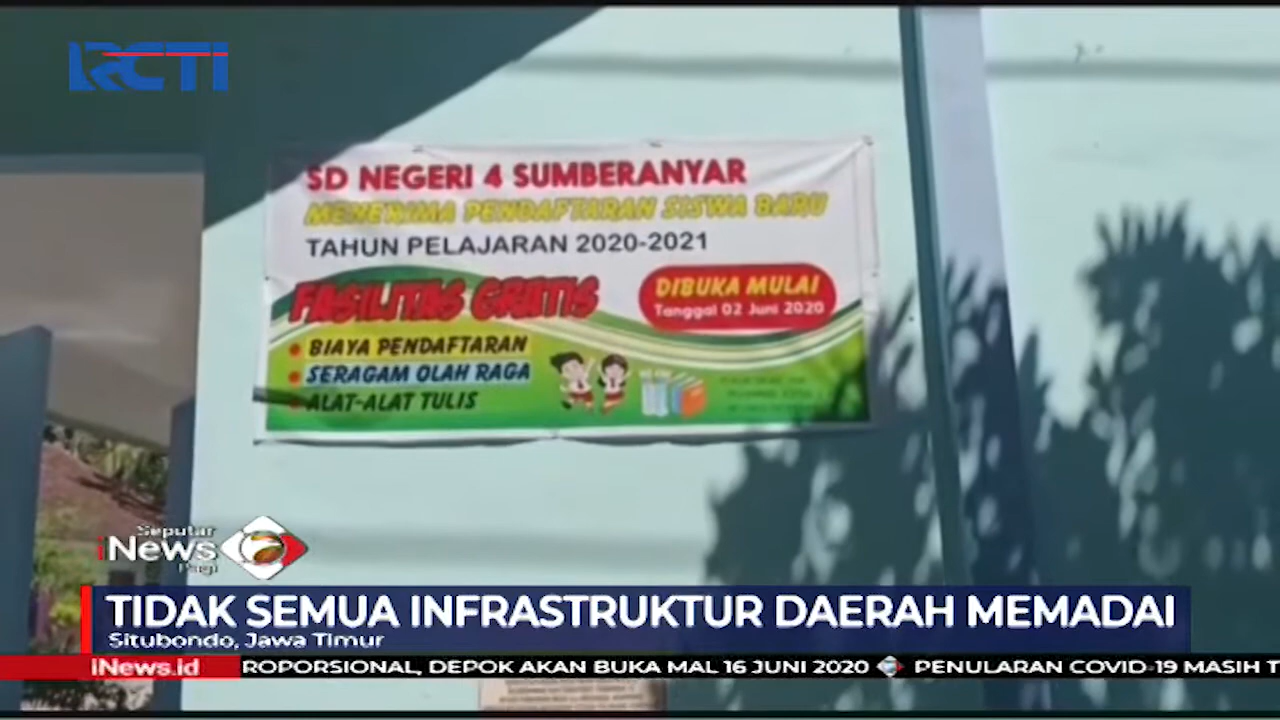 RCTI
SD NEGERI 4 SUMBERANYAR
MENERIMA PENDAFTARAN SISWA BARU
TAHUN PELAJARAN 2020-2021
FASILITAS GRATIS
DIBUKA MULAI
Tanggal 02 Juni 2020
BIAYA PENDAFTARAN
SERAGAM OLAH RAGA
ALAT-ALAT TULIS
Seputar
iNews
Pagi
TIDAK SEMUA INFRASTRUKTUR DAERAH MEMADAI
Situbondo, Jawa Timur
iNews.id
ROPORSIONAL, DEPOK AKAN BUKA MAL 16 JUNI 2020 PENULARAN COVID-19 MASIH T